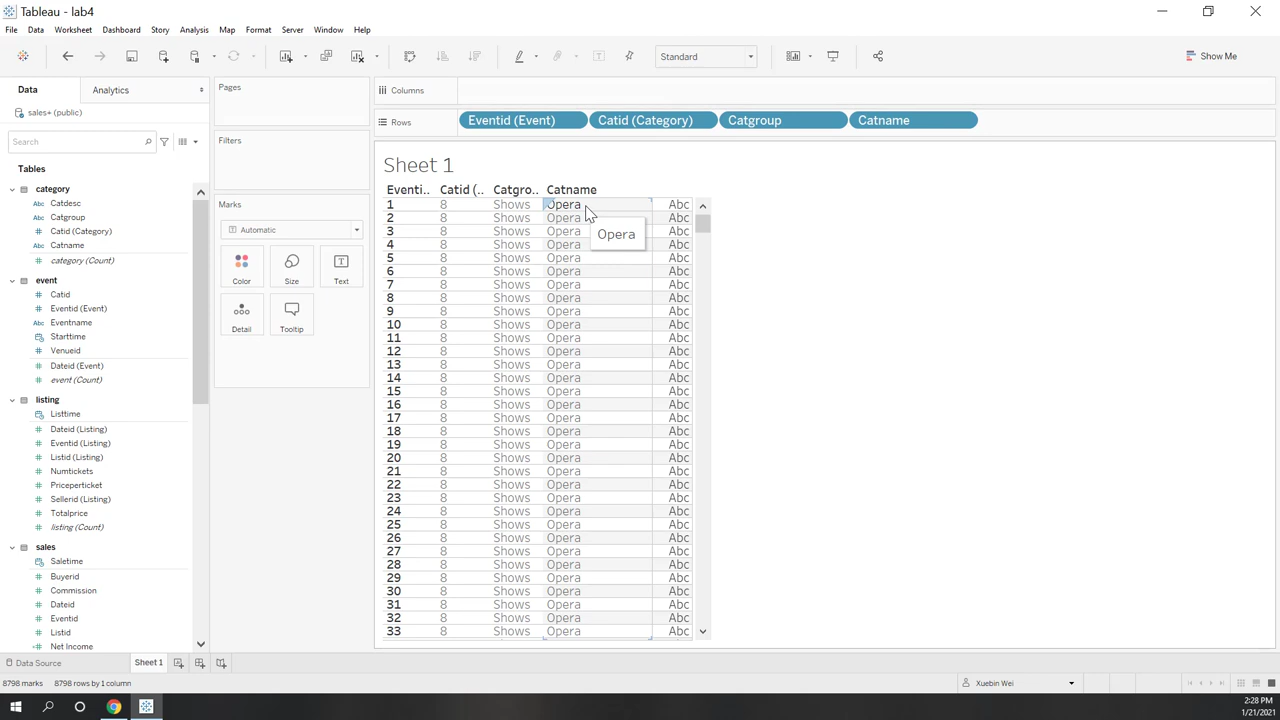 Tableau - lab4
File Data Worksheet Dashboard Story Analysis Map Format Server Window Help
Standard
Show Me
Data Analytics
sales+ (public)
Search
Tables
category
Abc Catdesc
Abc Catgroup
# Catid (Category)
Abc Catname
# category (Count)
event
# Catid
# Eventid (Event)
Abc Eventname
Starttime
# Venueid
# Dateid (Event)
# event (Count)
listing
Listtime
# Dateid (Listing)
# Eventid (Listing)
# Listid (Listing)
# Numtickets
# Priceperticket
# Sellerid (Listing)
# Totalprice
# listing (Count)
sales
Saletime
# Buyerid
# Commission
# Dateid
# Eventid
# Listid
=# Net Income
Pages
Filters
Marks
Automatic
Color Size Text
Detail Tooltip
Columns
Rows Eventid (Event) Catid (Category) Catgroup Catname
Sheet 1
Eventi.. Catid (.. Catgro.. Catname
1 8 Shows Opera Abc
2 8 Shows Opera Abc
3 8 Shows Opera Abc
4 8 Shows Opera Abc
5 8 Shows Opera Abc
6 8 Shows Opera Abc
7 8 Shows Opera Abc
8 8 Shows Opera Abc
9 8 Shows Opera Abc
10 8 Shows Opera Abc
11 8 Shows Opera Abc
12 8 Shows Opera Abc
13 8 Shows Opera Abc
14 8 Shows Opera Abc
15 8 Shows Opera Abc
16 8 Shows Opera Abc
17 8 Shows Opera Abc
18 8 Shows Opera Abc
19 8 Shows Opera Abc
20 8 Shows Opera Abc
21 8 Shows Opera Abc
22 8 Shows Opera Abc
23 8 Shows Opera Abc
24 8 Shows Opera Abc
25 8 Shows Opera Abc
26 8 Shows Opera Abc
27 8 Shows Opera Abc
28 8 Shows Opera Abc
29 8 Shows Opera Abc
30 8 Shows Opera Abc
31 8 Shows Opera Abc
32 8 Shows Opera Abc
33 8 Shows Opera Abc
Opera
Data Source Sheet 1
8798 marks 8798 rows by 1 column Xuebin Wei
2:28 PM
1/21/2021